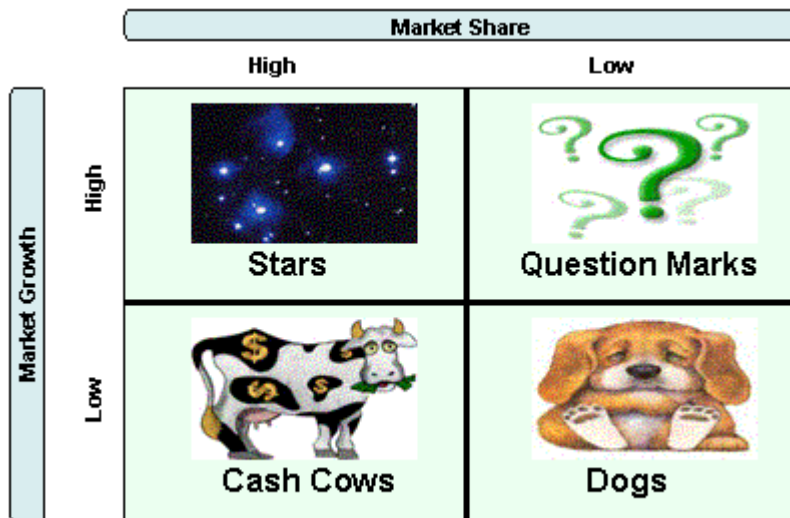 Market Share
High
Low
Market Growth
High
Stars
Question Marks
Low
Cash Cows
Dogs